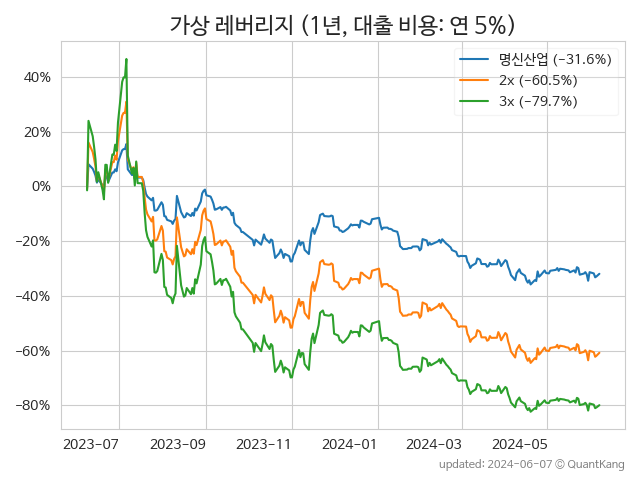 가상 레버리지 (1년, 대출 비용: 연 5%)
명신산업 (−31.6%)
2x (−60.5%)
3x (−79.7%)
40%
20%
0%
−20%
−40%
−60%
−80%
2023-07 2023-09 2023-11 2024-01 2024-03 2024-05
updated: 2024-06-07 © QuantKang